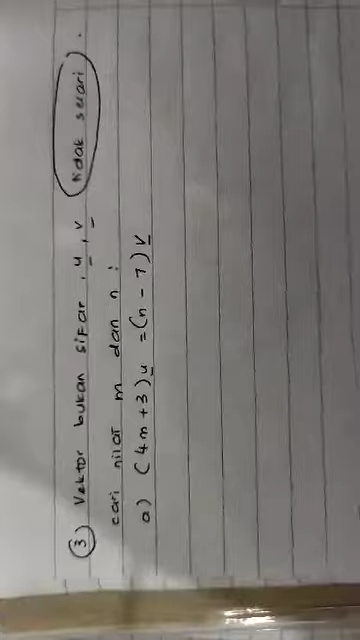 ③ Vektor bukan sifar, u, v (tidak selari).
cari nilai m dan n:
a) (4m+3)u = (n - 7)v